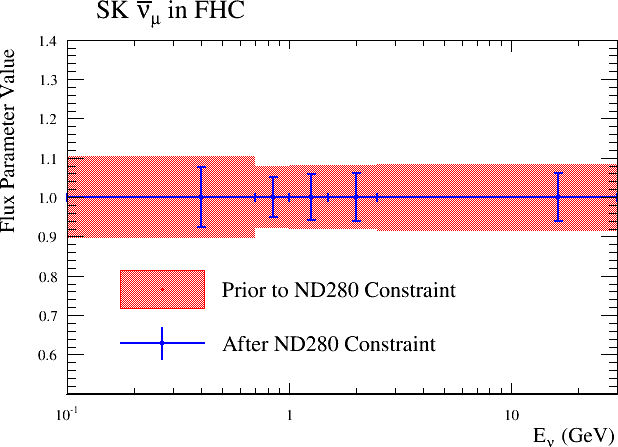 SK ν̅μ in FHC
Flux Parameter Value
1.4
1.3
1.2
1.1
1.0
0.9
0.8
0.7
0.6
Prior to ND280 Constraint
After ND280 Constraint
10⁻¹
1
10
Eν (GeV)